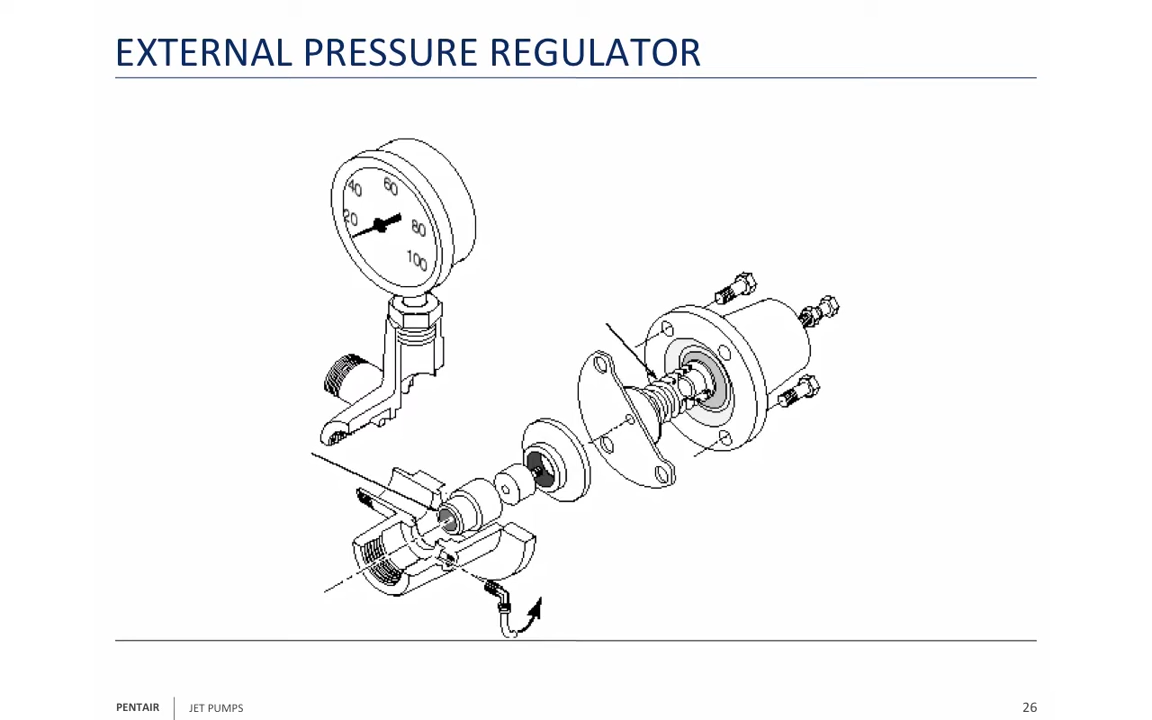 EXTERNAL PRESSURE REGULATOR
40 60
20 80
100
PENTAIR JET PUMPS 26